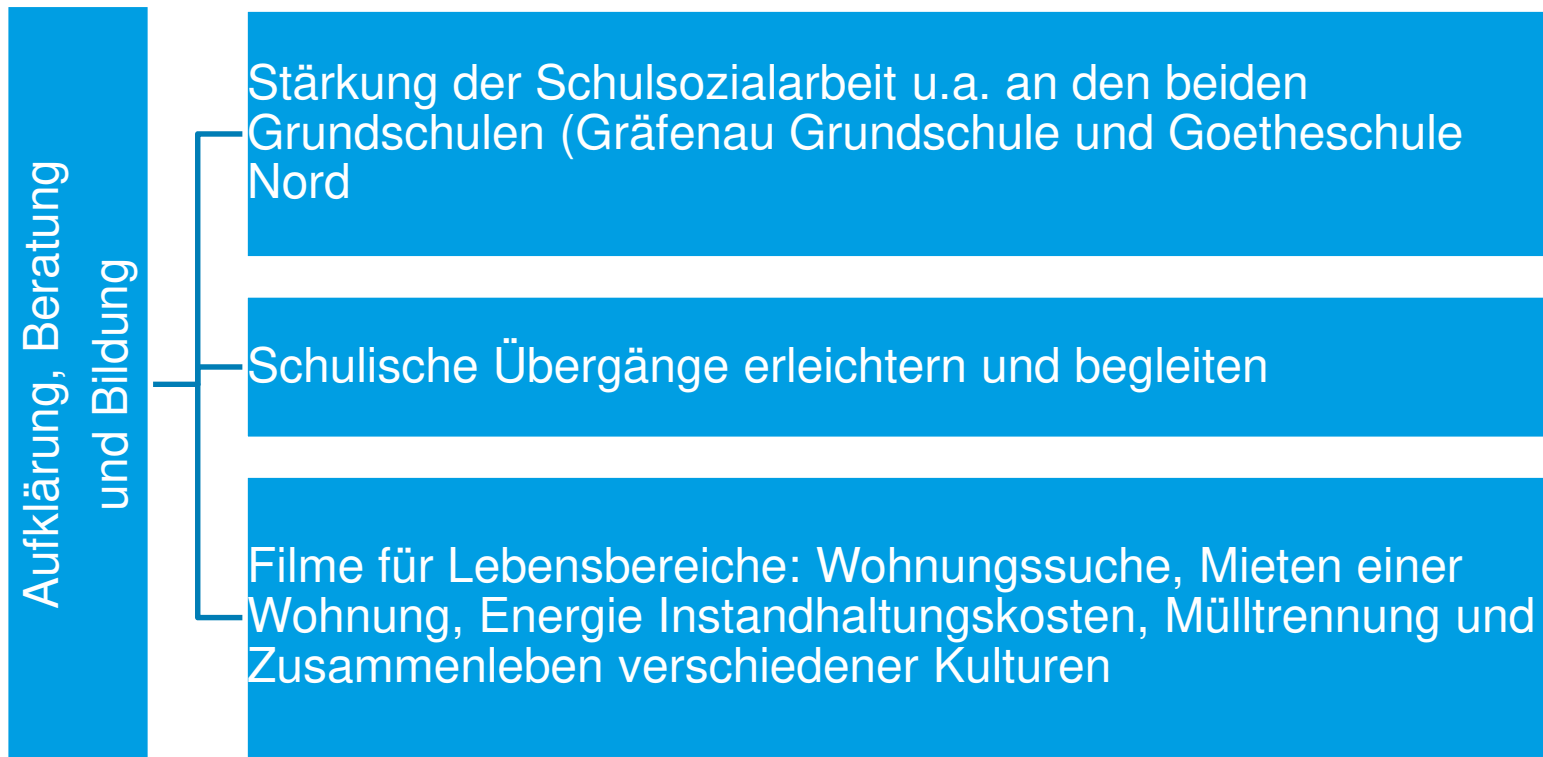 Aufklärung, Beratung
und Bildung
Stärkung der Schulsozialarbeit u.a. an den beiden
Grundschulen (Gräfenau Grundschule und Goetheschule
Nord
Schulische Übergänge erleichtern und begleiten
Filme für Lebensbereiche: Wohnungssuche, Mieten einer
Wohnung, Energie Instandhaltungskosten, Mülltrennung und
Zusammenleben verschiedener Kulturen